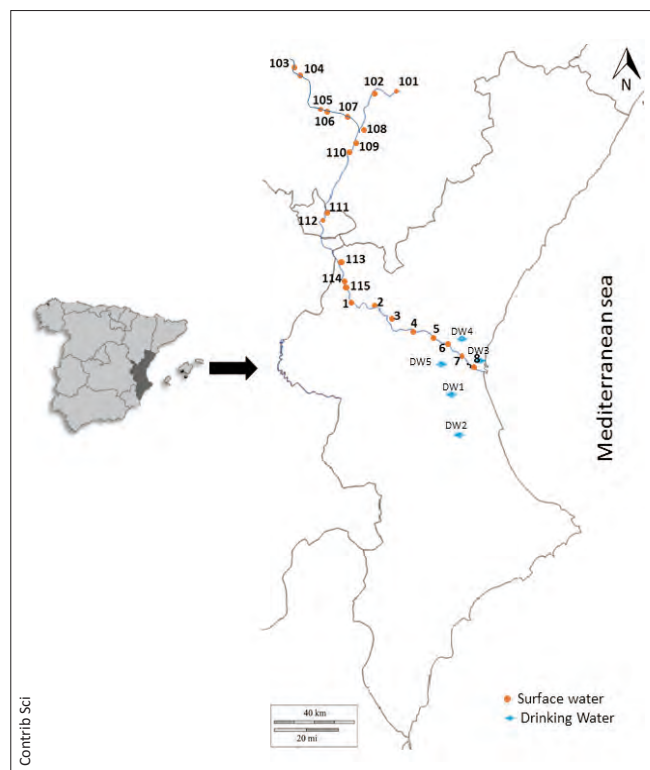 103
104
105
106
107
102
101
108
109
110
111
112
113
114
115
1
2
3
4
5
6
7
8
DW4
DW3
DW5
DW1
DW2
N
Mediterranean sea
Surface water
Drinking Water
40 km
20 mi
Contrib Sci